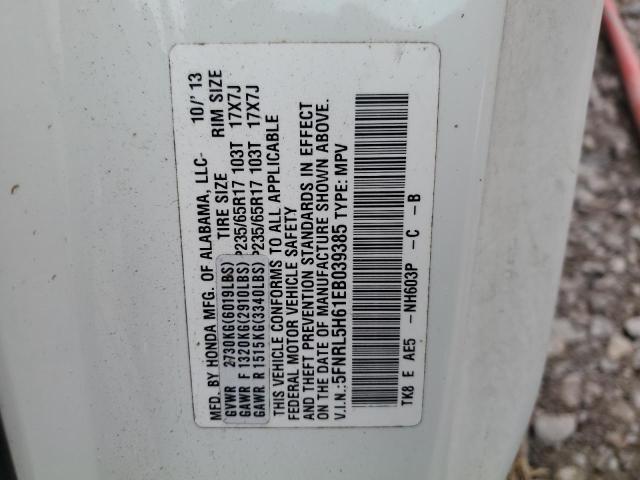 MFD. BY HONDA MFG. OF ALABAMA, LLC- 10/'13
TIRE SIZE RIM SIZE
GVWR 2730KG(6019LBS)
GAWR F 1320KG(2910LBS) P235/65R17 103T 17X7J
GAWR R 1515KG(3340LBS) P235/65R17 103T 17X7J
THIS VEHICLE CONFORMS TO ALL APPLICABLE
FEDERAL MOTOR VEHICLE SAFETY
AND THEFT PREVENTION STANDARDS IN EFFECT
ON THE DATE OF MANUFACTURE SHOWN ABOVE.
V.I.N.:5FNRL5H61EB039385 TYPE: MPV
TK8 E AE5 -NH603P -C -B